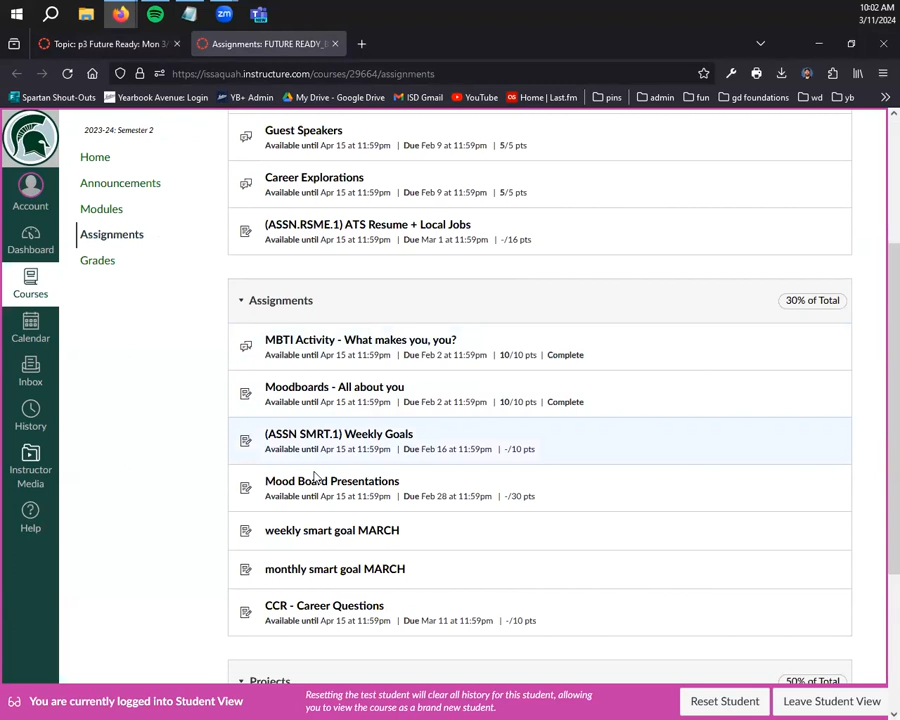 10:02 AM
3/11/2024
Topic: p3 Future Ready: Mon 3/
Assignments: FUTURE READY_
https://issaquah.instructure.com/courses/29664/assignments
Spartan Shout-Outs
Yearbook Avenue: Login
YB+ Admin
My Drive - Google Drive
ISD Gmail
YouTube
Home | Last.fm
pins
admin
fun
gd foundations
wd
yb
2023-24: Semester 2
Home
Announcements
Modules
Assignments
Grades
Account
Dashboard
Courses
Calendar
Inbox
History
Instructor
Media
Help
Guest Speakers
Available until Apr 15 at 11:59pm | Due Feb 9 at 11:59pm | 5/5 pts
Career Explorations
Available until Apr 15 at 11:59pm | Due Feb 9 at 11:59pm | 5/5 pts
(ASSN.RSME.1) ATS Resume + Local Jobs
Available until Apr 15 at 11:59pm | Due Mar 1 at 11:59pm | -/16 pts
Assignments
30% of Total
MBTI Activity - What makes you, you?
Available until Apr 15 at 11:59pm | Due Feb 2 at 11:59pm | 10/10 pts | Complete
Moodboards - All about you
Available until Apr 15 at 11:59pm | Due Feb 2 at 11:59pm | 10/10 pts | Complete
(ASSN SMRT.1) Weekly Goals
Available until Apr 15 at 11:59pm | Due Feb 16 at 11:59pm | -/10 pts
Mood Board Presentations
Available until Apr 15 at 11:59pm | Due Feb 28 at 11:59pm | -/30 pts
weekly smart goal MARCH
monthly smart goal MARCH
CCR - Career Questions
Available until Apr 15 at 11:59pm | Due Mar 11 at 11:59pm | -/10 pts
Projects
50% of Total
You are currently logged into Student View
Resetting the test student will clear all history for this student, allowing
you to view the course as a brand new student.
Reset Student
Leave Student View